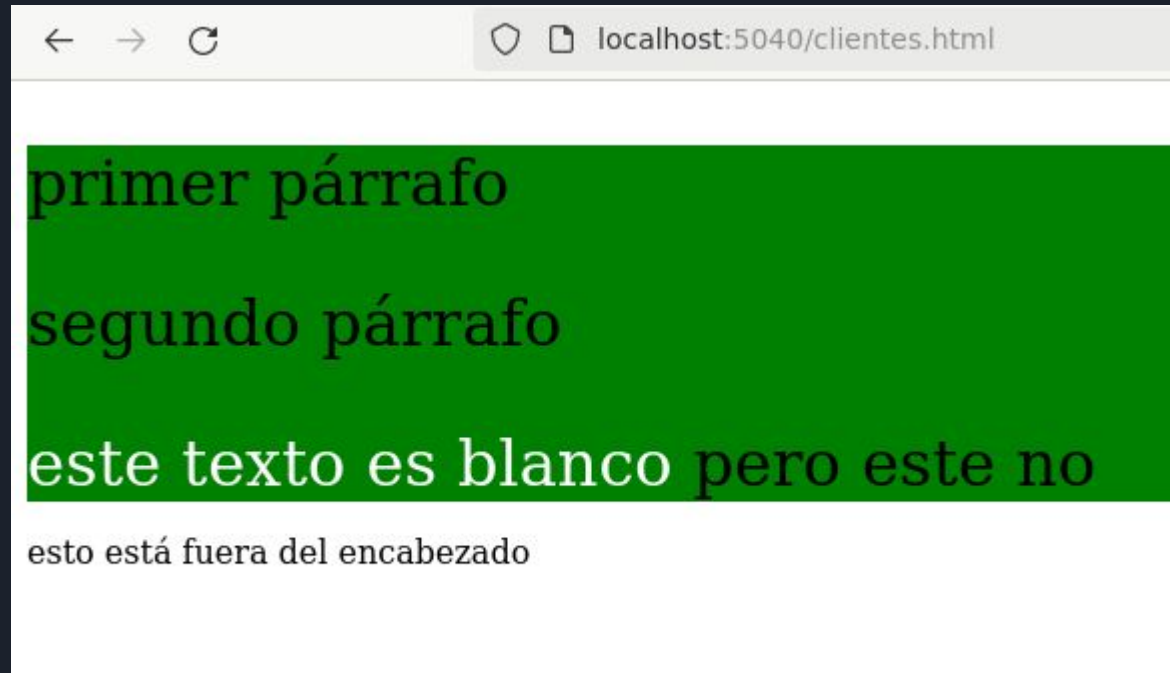 localhost:5040/clientes.html
primer párrafo
segundo párrafo
este texto es blanco pero este no
esto está fuera del encabezado